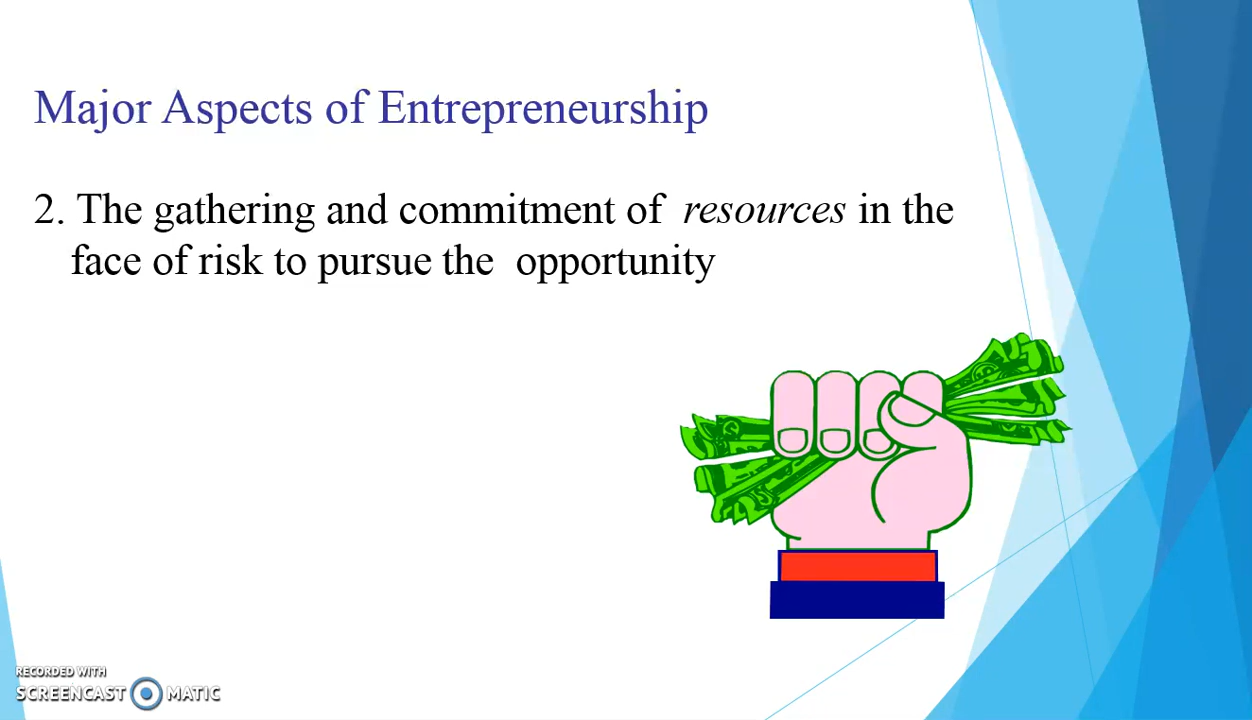 Major Aspects of Entrepreneurship
2. The gathering and commitment of resources in the
face of risk to pursue the opportunity
RECORDED WITH
SCREENCAST MATIC